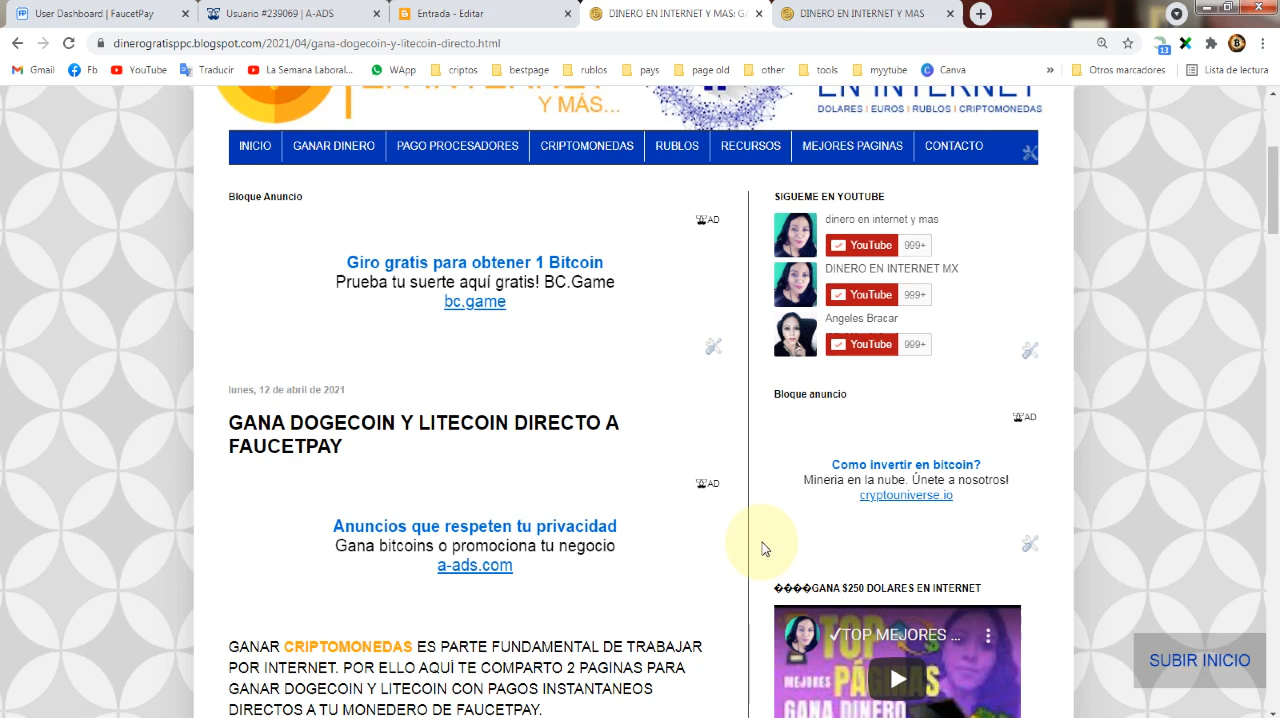 User Dashboard | FaucetPay
Usuario #239069 | A-ADS
Entrada - Editar
DINERO EN INTERNET Y MAS: GA
DINERO EN INTERNET Y MAS
dinerogratisppc.blogspot.com/2021/04/gana-dogecoin-y-litecoin-directo.html
13
Gmail
Fb
YouTube
Traducir
La Semana Laboral...
WApp
criptos
bestpage
rublos
pays
page old
other
tools
myytube
Canva
»
Otros marcadores
Lista de lectura
EN INTERNET
Y MÁS...
EN INTERNET
DOLARES | EUROS | RUBLOS | CRIPTOMONEDAS
INICIO
GANAR DINERO
PAGO PROCESADORES
CRIPTOMONEDAS
RUBLOS
RECURSOS
MEJORES PAGINAS
CONTACTO
Bloque Anuncio
AD
Giro gratis para obtener 1 Bitcoin
Prueba tu suerte aquí gratis! BC.Game
bc.game
lunes, 12 de abril de 2021
GANA DOGECOIN Y LITECOIN DIRECTO A
FAUCETPAY
AD
Anuncios que respeten tu privacidad
Gana bitcoins o promociona tu negocio
a-ads.com
GANAR CRIPTOMONEDAS ES PARTE FUNDAMENTAL DE TRABAJAR
POR INTERNET. POR ELLO AQUÍ TE COMPARTO 2 PAGINAS PARA
GANAR DOGECOIN Y LITECOIN CON PAGOS INSTANTANEOS
DIRECTOS A TU MONEDERO DE FAUCETPAY.
SIGUEME EN YOUTUBE
dinero en internet y mas
YouTube 999+
DINERO EN INTERNET MX
YouTube 999+
Angeles Bracar
YouTube 999+
Bloque anuncio
AD
Como invertir en bitcoin?
Mineria en la nube. Únete a nosotros!
cryptouniverse.io
����GANA $250 DOLARES EN INTERNET
✓TOP MEJORES ...
TOP
MEJORES
PÁGINAS
GANA DINERO
SUBIR INICIO